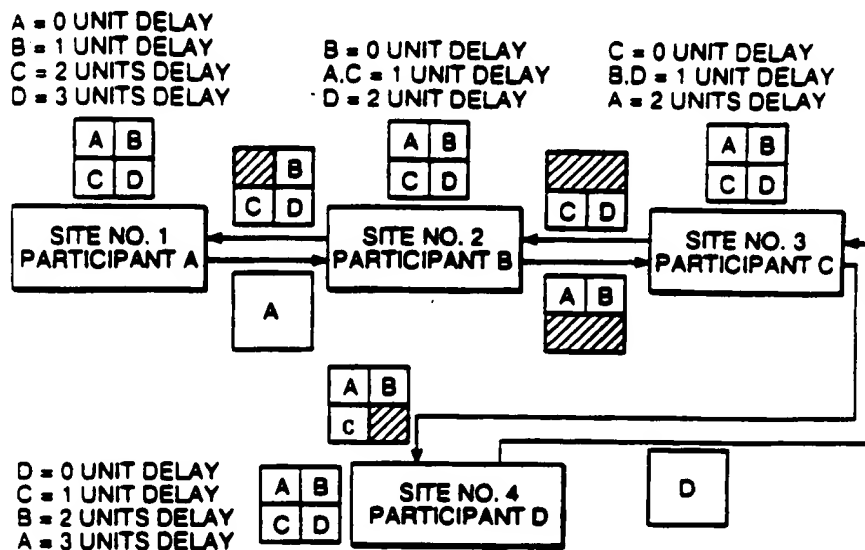 A = 0 UNIT DELAY
B = 1 UNIT DELAY
C = 2 UNITS DELAY
D = 3 UNITS DELAY
B = 0 UNIT DELAY
A.C = 1 UNIT DELAY
D = 2 UNIT DELAY
C = 0 UNIT DELAY
B.D = 1 UNIT DELAY
A = 2 UNITS DELAY
A B
C D
B
C D
A B
C D
C D
A B
C D
SITE NO. 1
PARTICIPANT A
SITE NO. 2
PARTICIPANT B
SITE NO. 3
PARTICIPANT C
A
A B
A B
C
D = 0 UNIT DELAY
C = 1 UNIT DELAY
B = 2 UNITS DELAY
A = 3 UNITS DELAY
A B
C D
SITE NO. 4
PARTICIPANT D
D